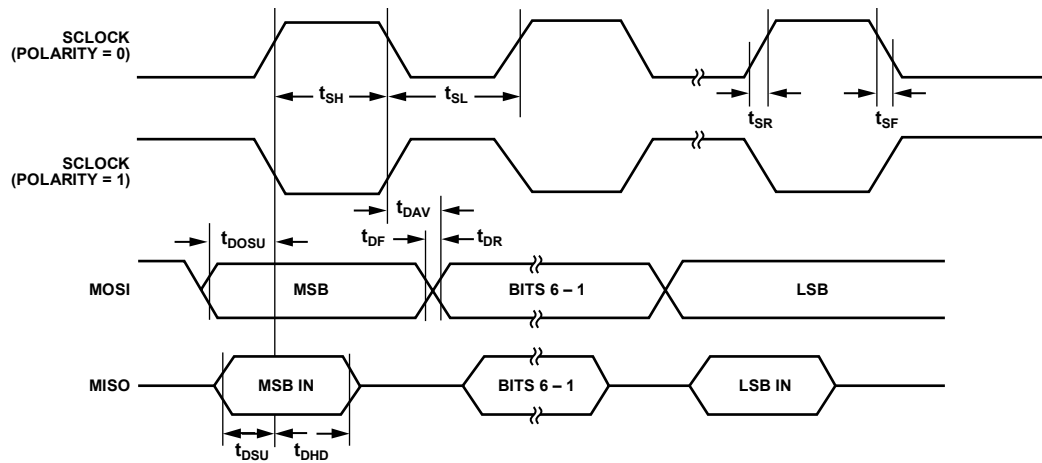 SCLOCK
(POLARITY = 0)
tSH
tSL
tSR
tSF
SCLOCK
(POLARITY = 1)
tDAV
tDOSU
tDF
tDR
MOSI
MSB
BITS 6 – 1
LSB
MISO
MSB IN
BITS 6 – 1
LSB IN
tDSU
tDHD